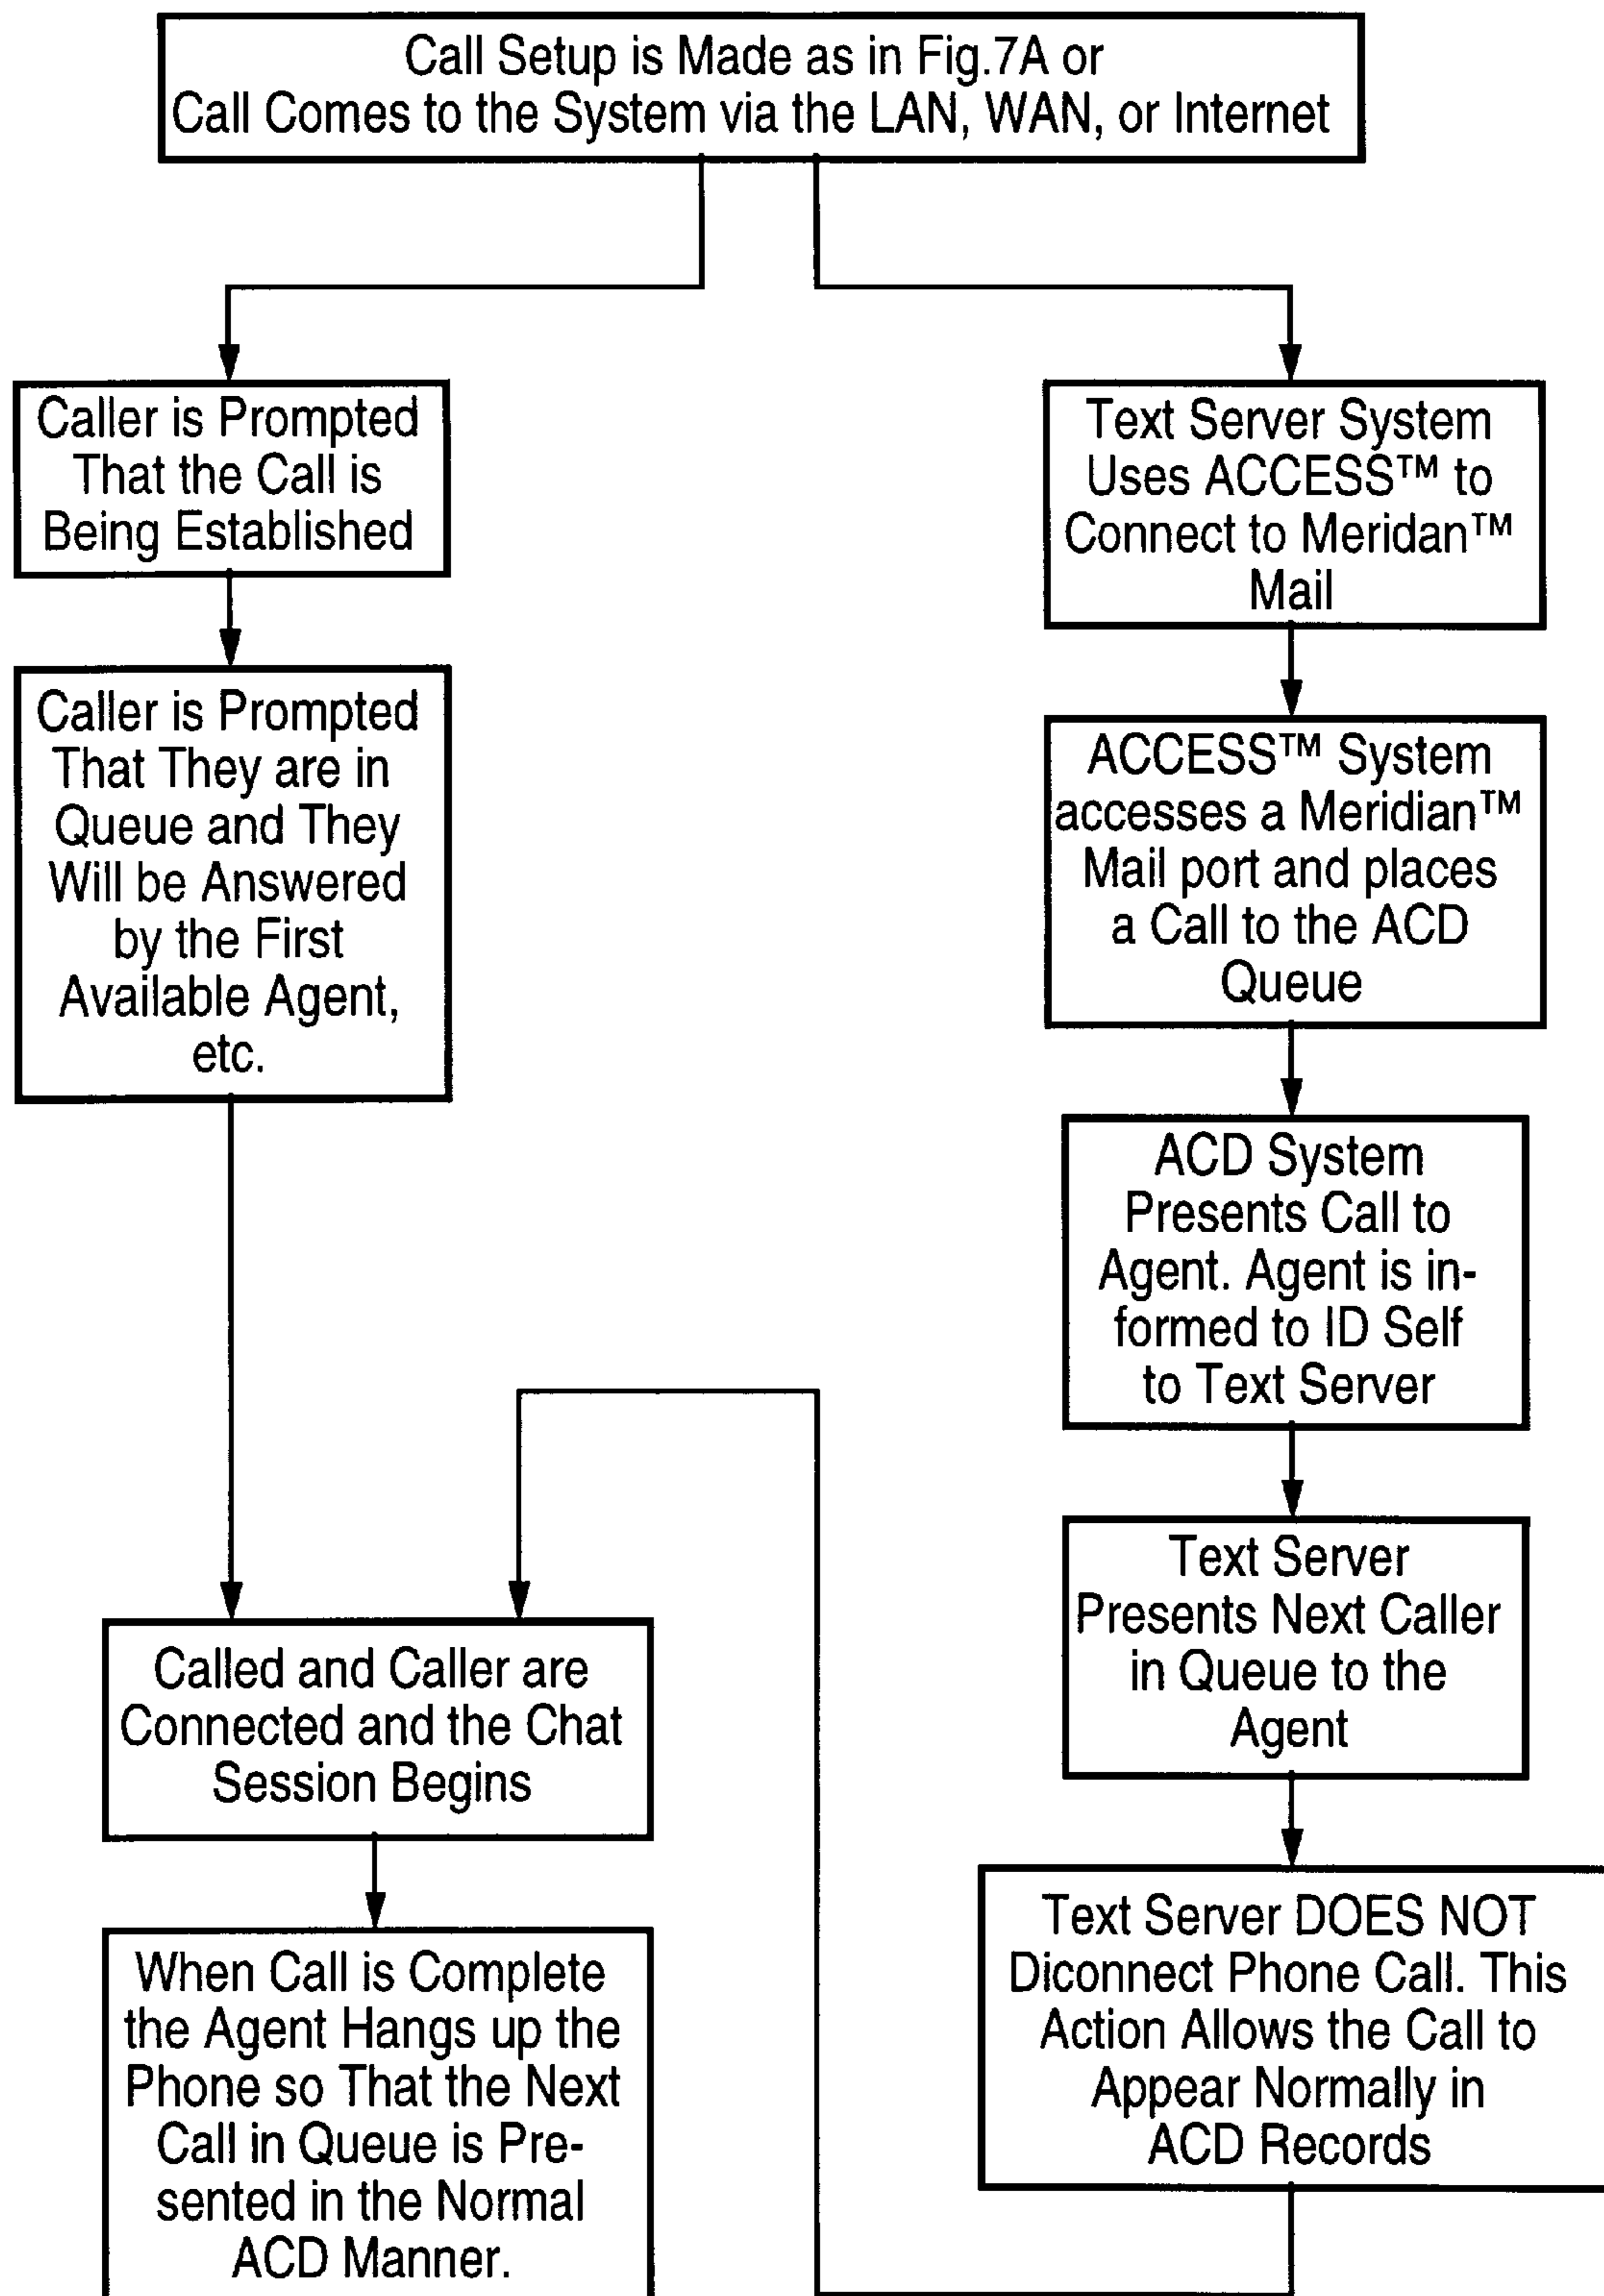 Call Setup is Made as in Fig.7A or
Call Comes to the System via the LAN, WAN, or Internet
Caller is Prompted
That the Call is
Being Established
Caller is Prompted
That They are in
Queue and They
Will be Answered
by the First
Available Agent,
etc.
Called and Caller are
Connected and the Chat
Session Begins
When Call is Complete
the Agent Hangs up the
Phone so That the Next
Call in Queue is Pre-
sented in the Normal
ACD Manner.
Text Server System
Uses ACCESS™ to
Connect to Meridan™
Mail
ACCESS™ System
accesses a Meridian™
Mail port and places
a Call to the ACD
Queue
ACD System
Presents Call to
Agent. Agent is in-
formed to ID Self
to Text Server
Text Server
Presents Next Caller
in Queue to the
Agent
Text Server DOES NOT
Diconnect Phone Call. This
Action Allows the Call to
Appear Normally in
ACD Records